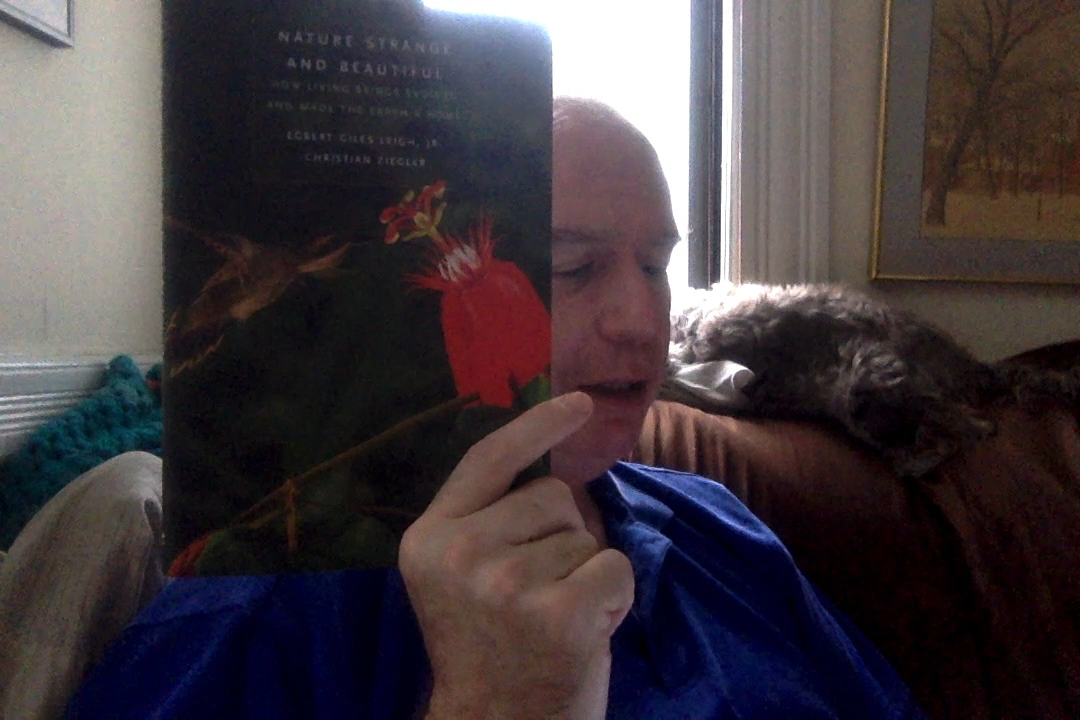 NATURE STRANGE
AND BEAUTIFUL
HOW LIVING BEINGS EVOLVED
AND MADE THE EARTH A HOME
EGBERT GILES LEIGH, JR.
CHRISTIAN ZIEGLER